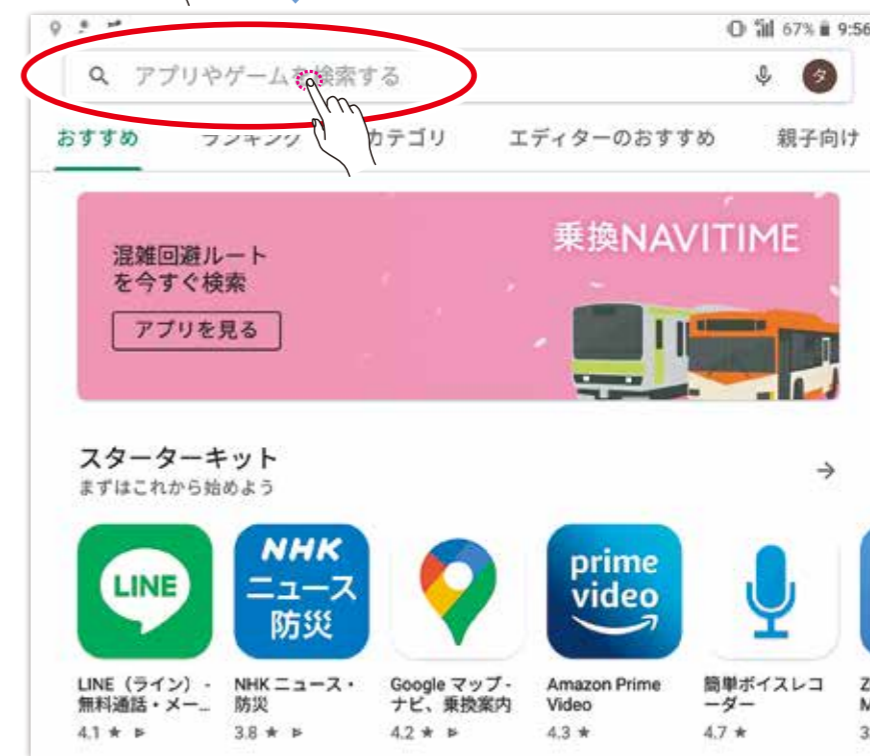 67% 9:56
アプリやゲームを検索する
タ
おすすめ ランキング カテゴリ エディターのおすすめ 親子向け
乗換NAVITIME
混雑回避ルート
を今すぐ検索
アプリを見る
スターターキット
まずはこれから始めよう
→
LINE
NHK
ニュース
防災
prime
video
LINE（ライン）-
無料通話・メー...
4.1 ★
NHK ニュース・
防災
3.8 ★
Google マップ -
ナビ、乗換案内
4.2 ★
Amazon Prime
Video
4.3 ★
簡単ボイスレコ
ーダー
4.7 ★
Z
M
3